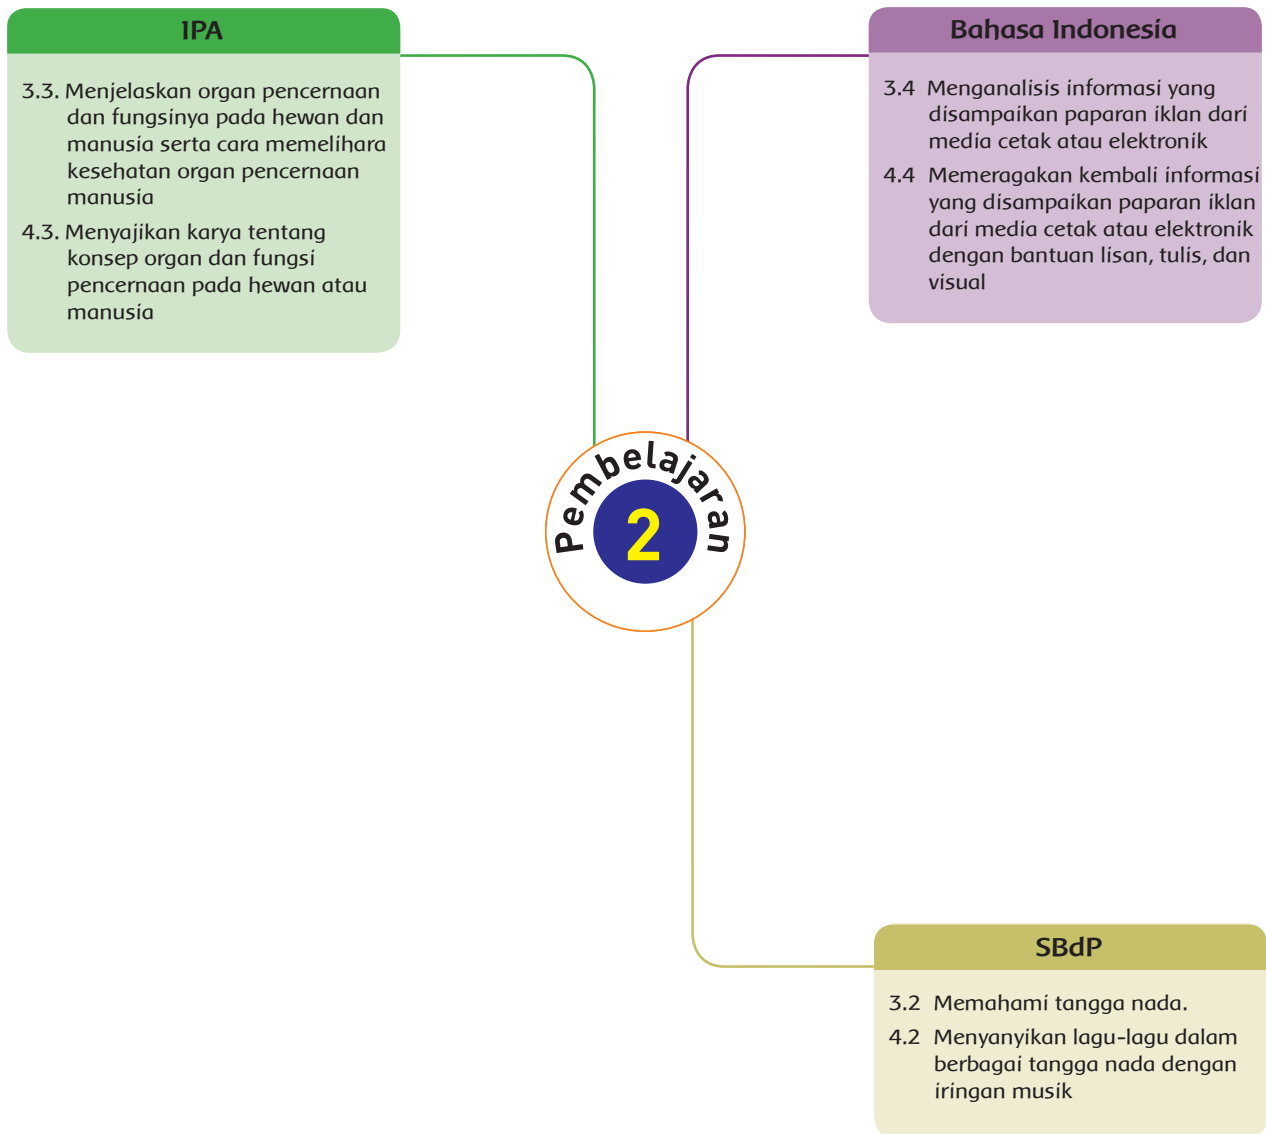 IPA
3.3. Menjelaskan organ pencernaan
dan fungsinya pada hewan dan
manusia serta cara memelihara
kesehatan organ pencernaan
manusia
4.3. Menyajikan karya tentang
konsep organ dan fungsi
pencernaan pada hewan atau
manusia
Bahasa Indonesia
3.4 Menganalisis informasi yang
disampaikan paparan iklan dari
media cetak atau elektronik
4.4 Memeragakan kembali informasi
yang disampaikan paparan iklan
dari media cetak atau elektronik
dengan bantuan lisan, tulis, dan
visual
Pembelajaran
2
SBdP
3.2 Memahami tangga nada.
4.2 Menyanyikan lagu-lagu dalam
berbagai tangga nada dengan
iringan musik